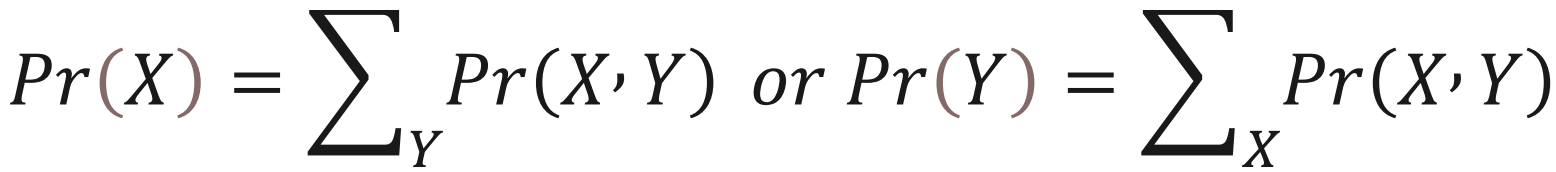 Pr(X) = ∑_Y Pr(X, Y) or Pr(Y) = ∑_X Pr(X, Y)